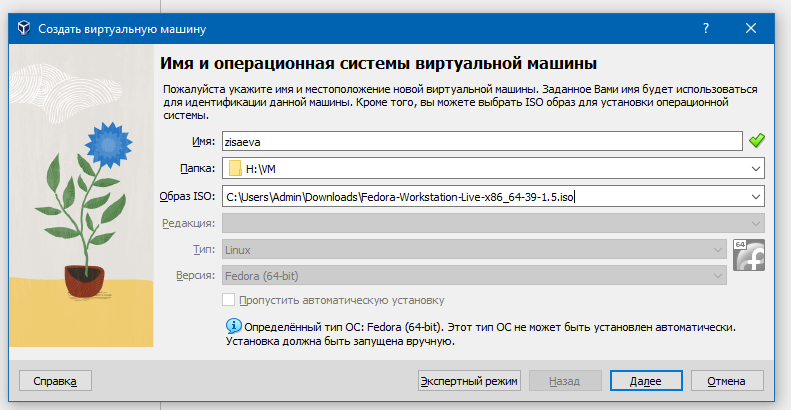 Создать виртуальную машину
Имя и операционная системы виртуальной машины
Пожалуйста укажите имя и местоположение новой виртуальной машины. Заданное Вами имя будет использоваться
для идентификации данной машины. Кроме того, вы можете выбрать ISO образ для установки операционной
системы.
Имя: zisaeva
Папка: H:\VM
Образ ISO: C:\Users\Admin\Downloads\Fedora-Workstation-Live-x86_64-39-1.5.iso
Редакция:
Тип: Linux
64
Версия: Fedora (64-bit)
Пропустить автоматическую установку
Определённый тип ОС: Fedora (64-bit). Этот тип ОС не может быть установлен автоматически.
Установка должна быть запущена вручную.
Справка Экспертный режим Назад Далее Отмена